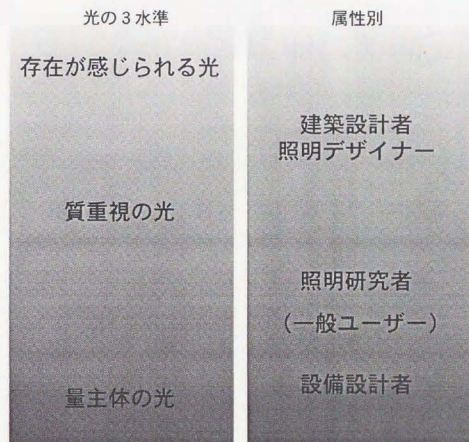 光の3水準
存在が感じられる光
質重視の光
量主体の光
属性別
建築設計者
照明デザイナー
照明研究者
（一般ユーザー）
設備設計者